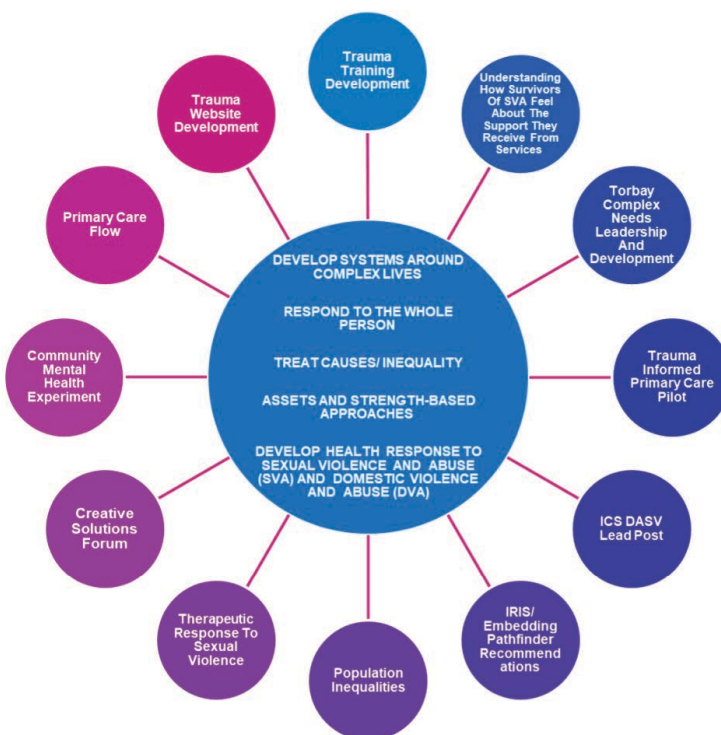 Trauma
Training
Development
Understanding
How Survivors
Of SVA Feel
About The
Support They
Receive From
Services
Torbay
Complex
Needs
Leadership
And
Development
Trauma
Informed
Primary Care
Pilot
ICS DASV
Lead Post
IRIS/
Embedding
Pathfinder
Recommend
ations
Population
Inequalities
Therapeutic
Response To
Sexual
Violence
Creative
Solutions
Forum
Community
Mental
Health
Experiment
Primary Care
Flow
Trauma
Website
Development
DEVELOP SYSTEMS AROUND
COMPLEX LIVES
RESPOND TO THE WHOLE
PERSON
TREAT CAUSES/ INEQUALITY
ASSETS AND STRENGTH-BASED
APPROACHES
DEVELOP HEALTH RESPONSE TO
SEXUAL VIOLENCE AND ABUSE
(SVA) AND DOMESTIC VIOLENCE
AND ABUSE (DVA)